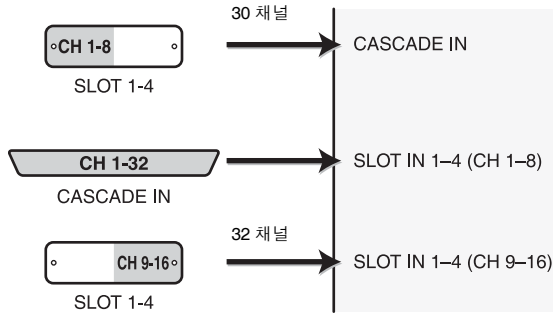 30 채널
CH 1-8
CASCADE IN
SLOT 1-4
CH 1-32
SLOT IN 1–4 (CH 1–8)
CASCADE IN
32 채널
CH 9-16
SLOT IN 1–4 (CH 9–16)
SLOT 1-4